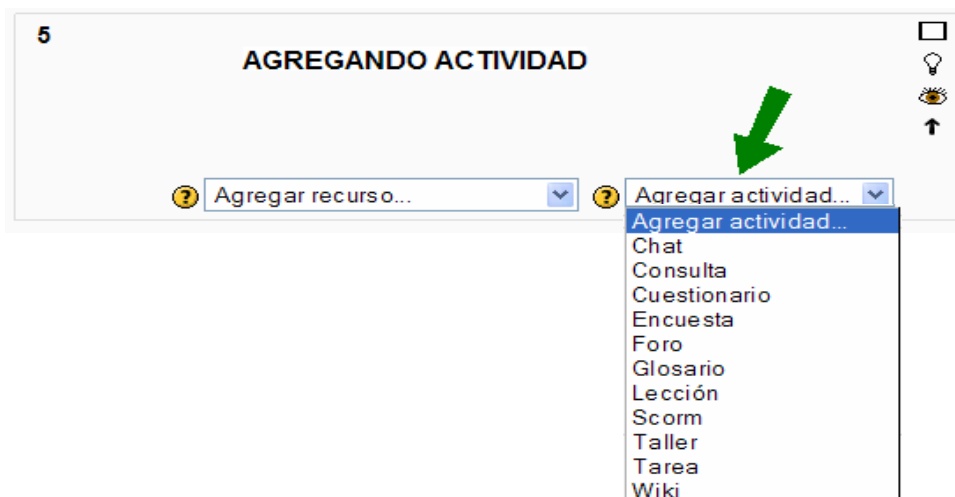 5
AGREGANDO ACTIVIDAD
Agregar recurso... Agregar actividad...
Agregar actividad...
Chat
Consulta
Cuestionario
Encuesta
Foro
Glosario
Lección
Scorm
Taller
Tarea
Wiki